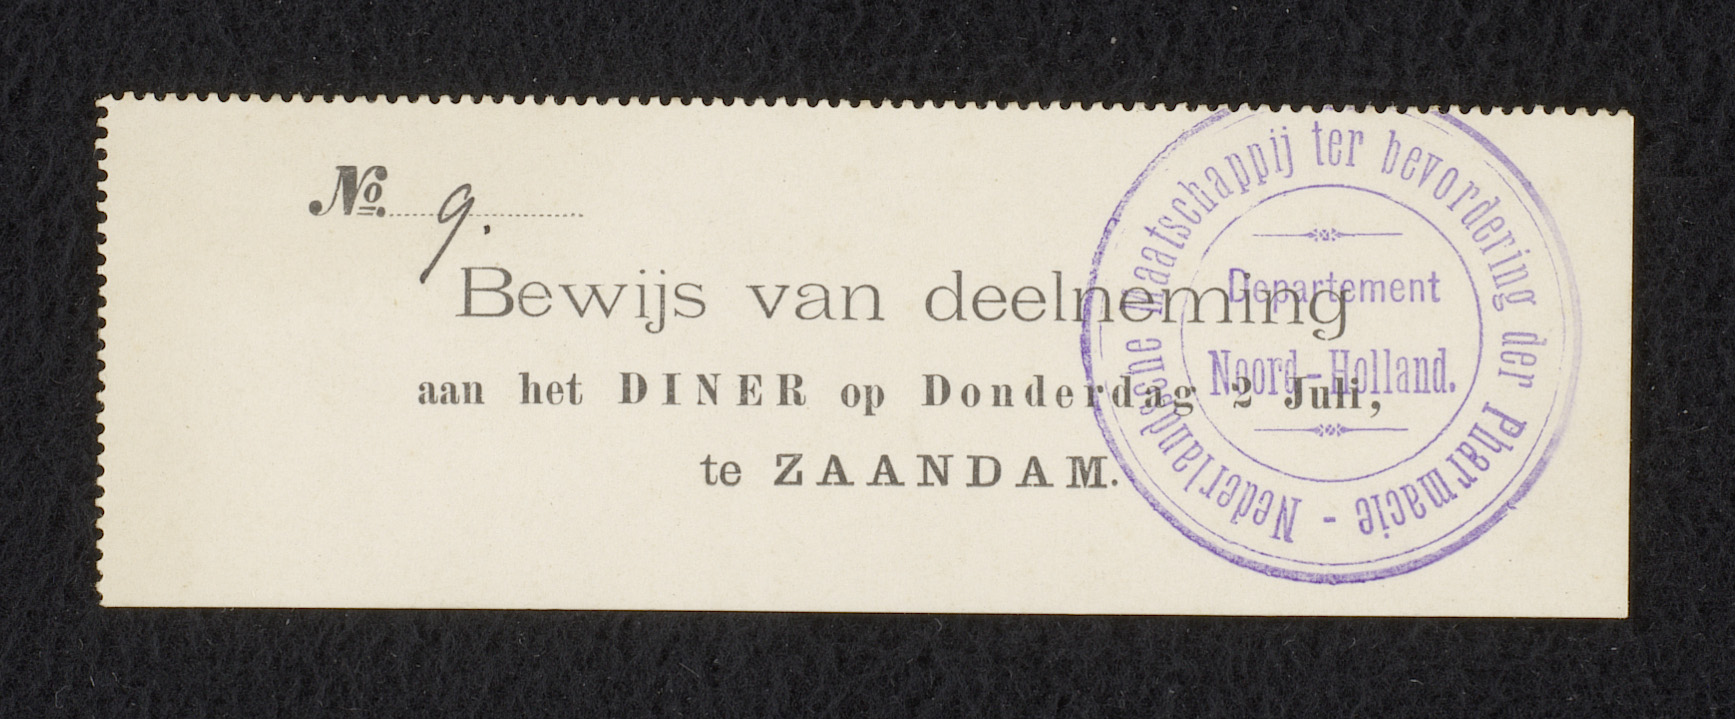 No. 9.
Bewijs van deelneming
aan het DINER op Donderdag 2 Juli,
te ZAANDAM.
Nederlandsche Maatschappij ter bevordering der Pharmacie -
Departement
Noord-Holland.